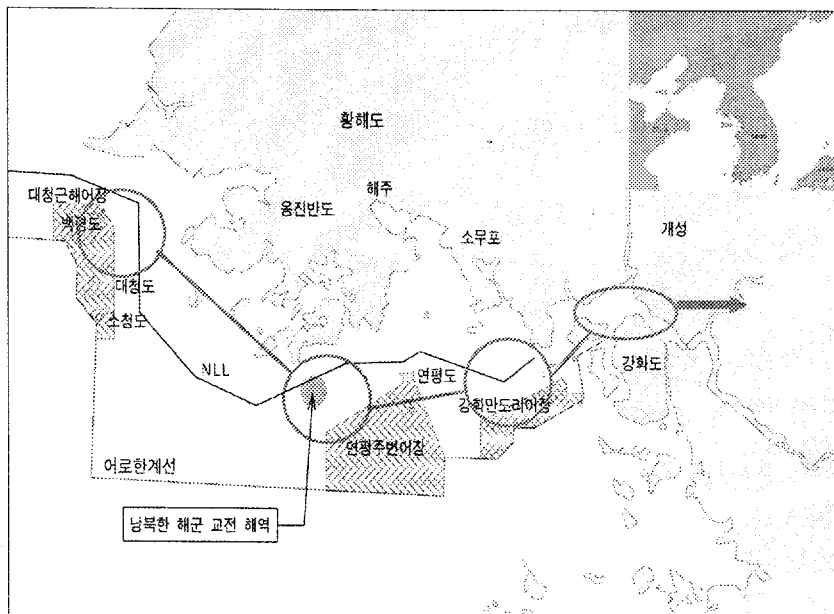 황해도
해주
대청근해어장
옹진반도
백령도
개성
소무포
대청도
소청도
NLL
연평도
강화도
강화만도리어장
연평주변어장
어로한계선
남북한 해군 교전 해역